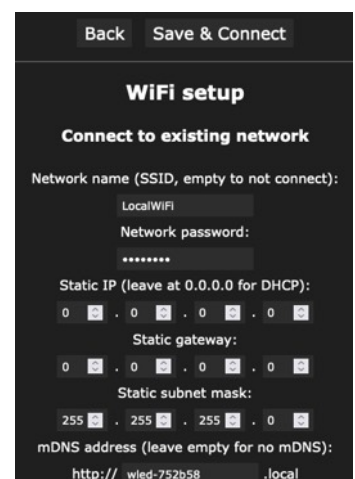 Back Save & Connect
WiFi setup
Connect to existing network
Network name (SSID, empty to not connect):
LocalWiFi
Network password:
••••••••
Static IP (leave at 0.0.0.0 for DHCP):
0 . 0 . 0 . 0
Static gateway:
0 . 0 . 0 . 0
Static subnet mask:
255 . 255 . 255 . 0
mDNS address (leave empty for no mDNS):
http:// wled-752b58 .local